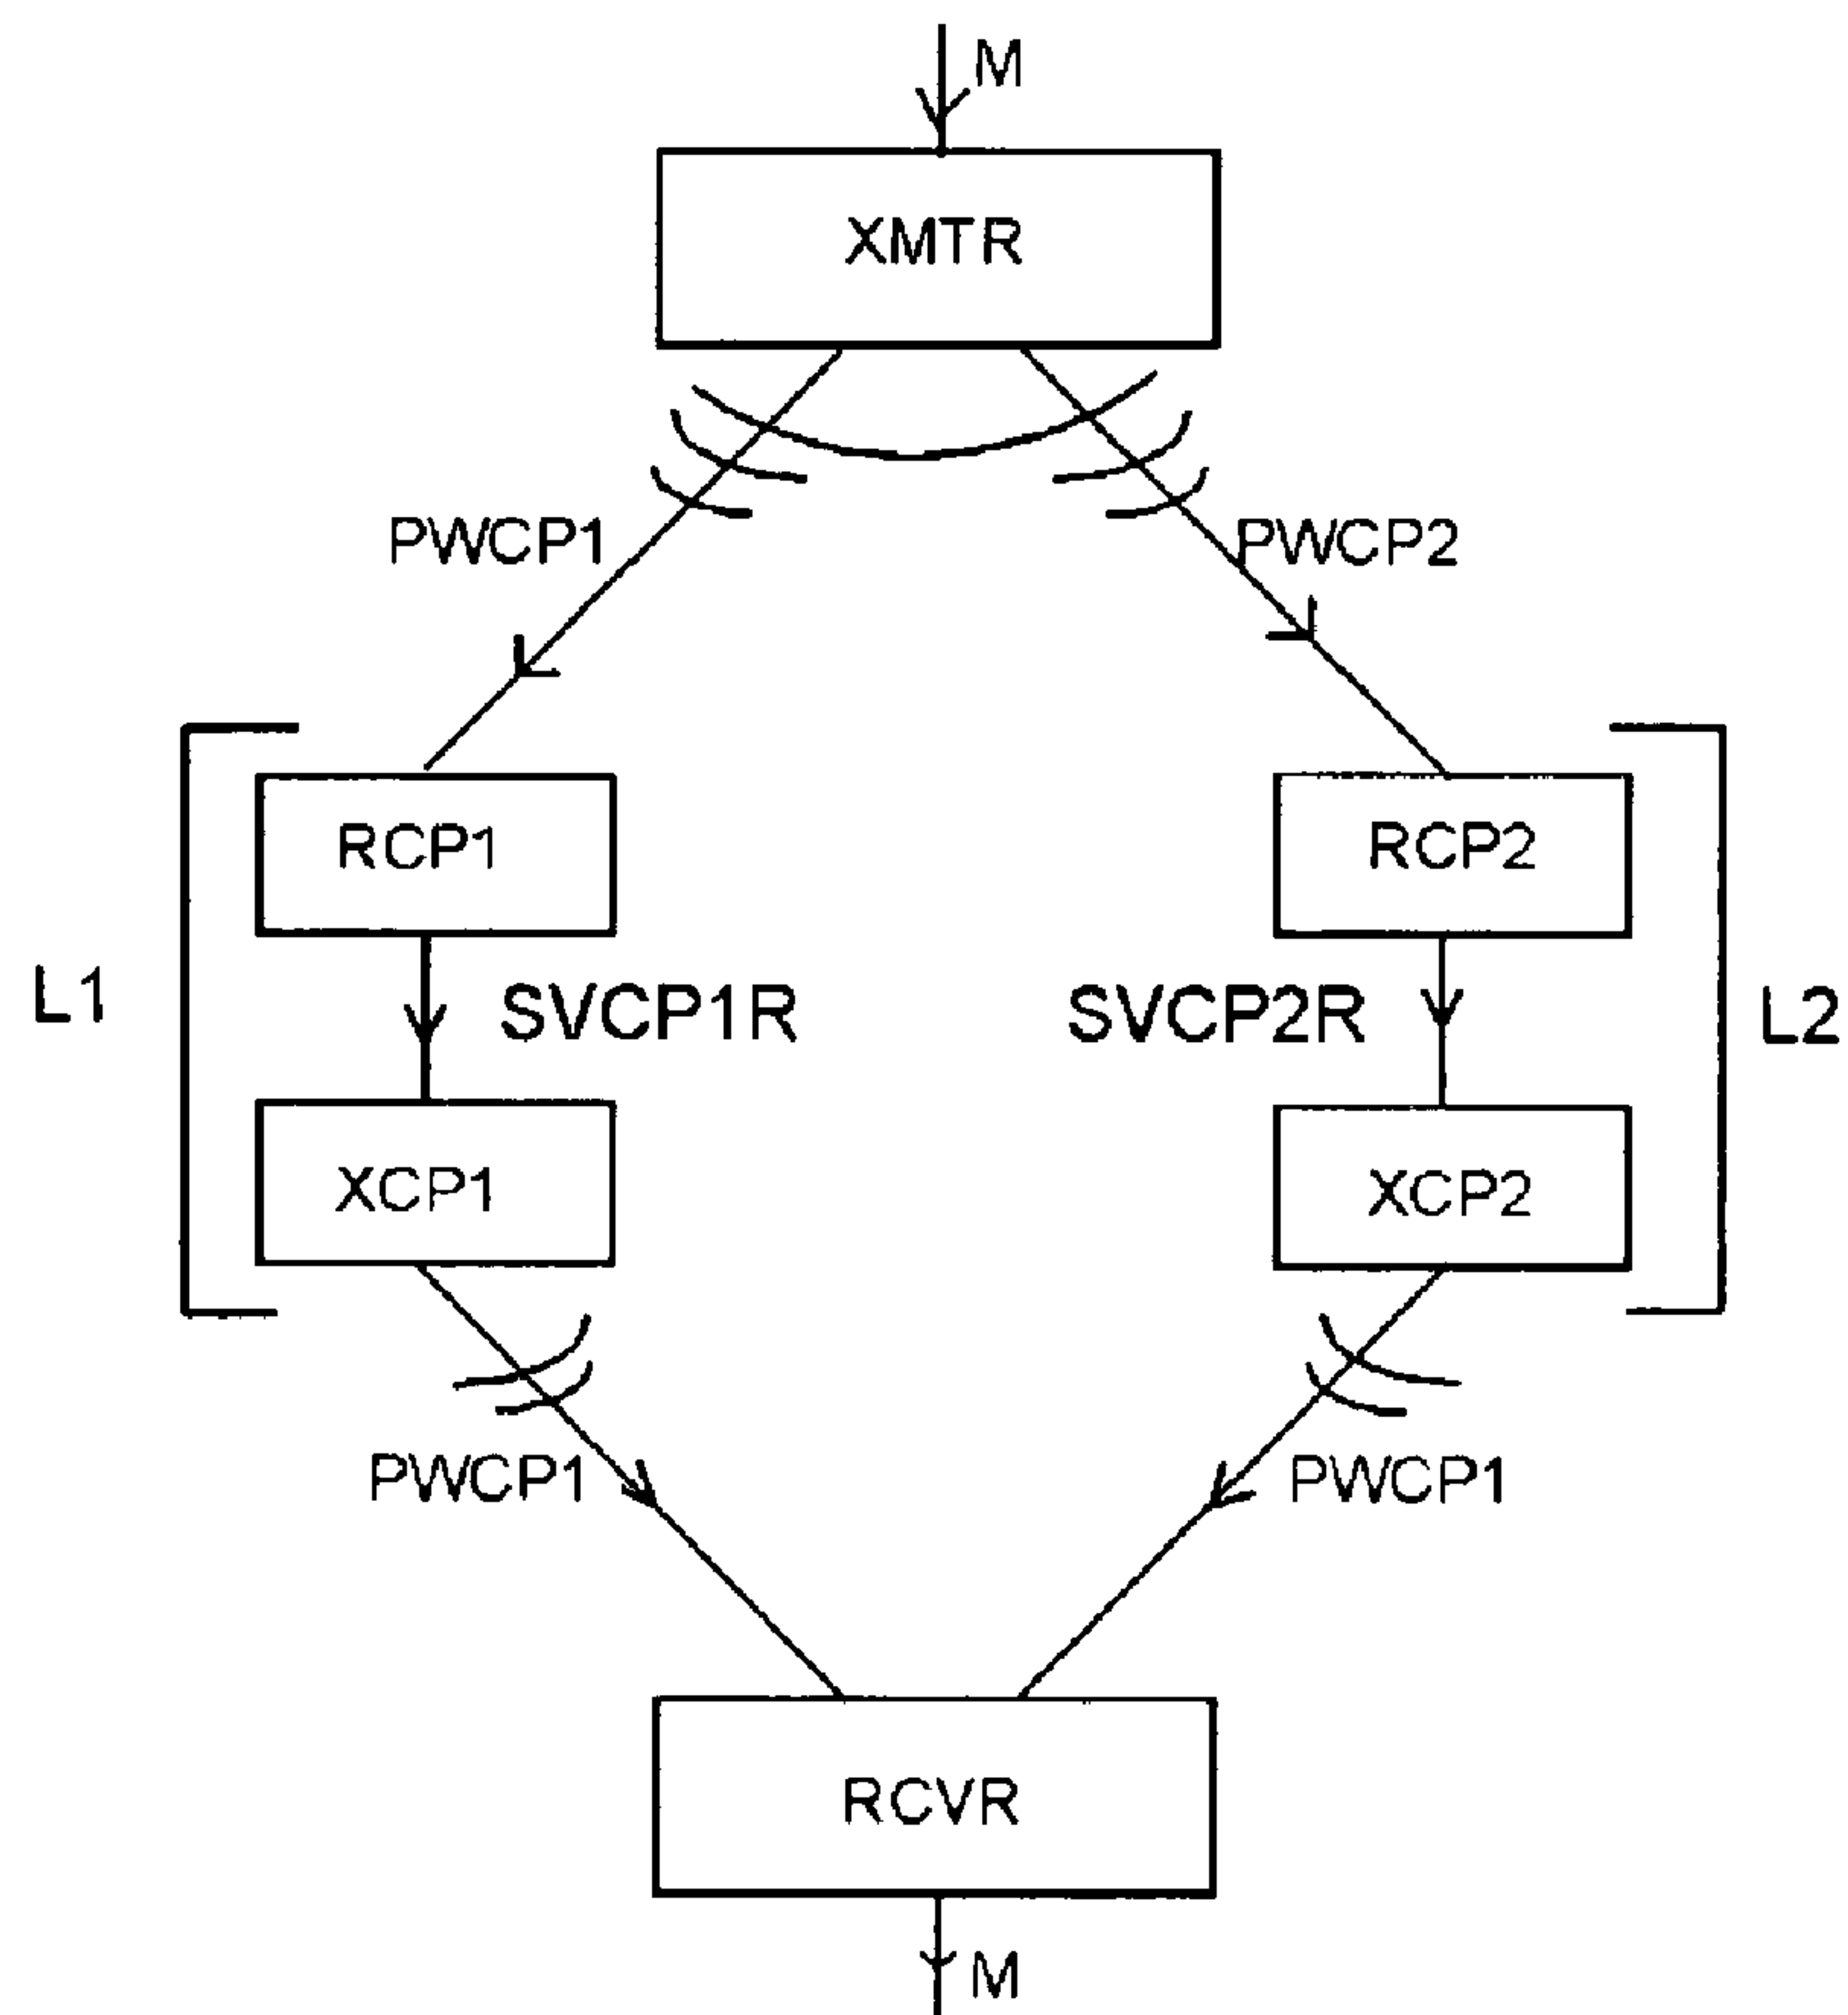 M
XMTR
PWCP1
PWCP2
RCP1
RCP2
L1
SVCP1R
SVCP2R
L2
XCP1
XCP2
PWCP1
PWCP1
RCVR
M